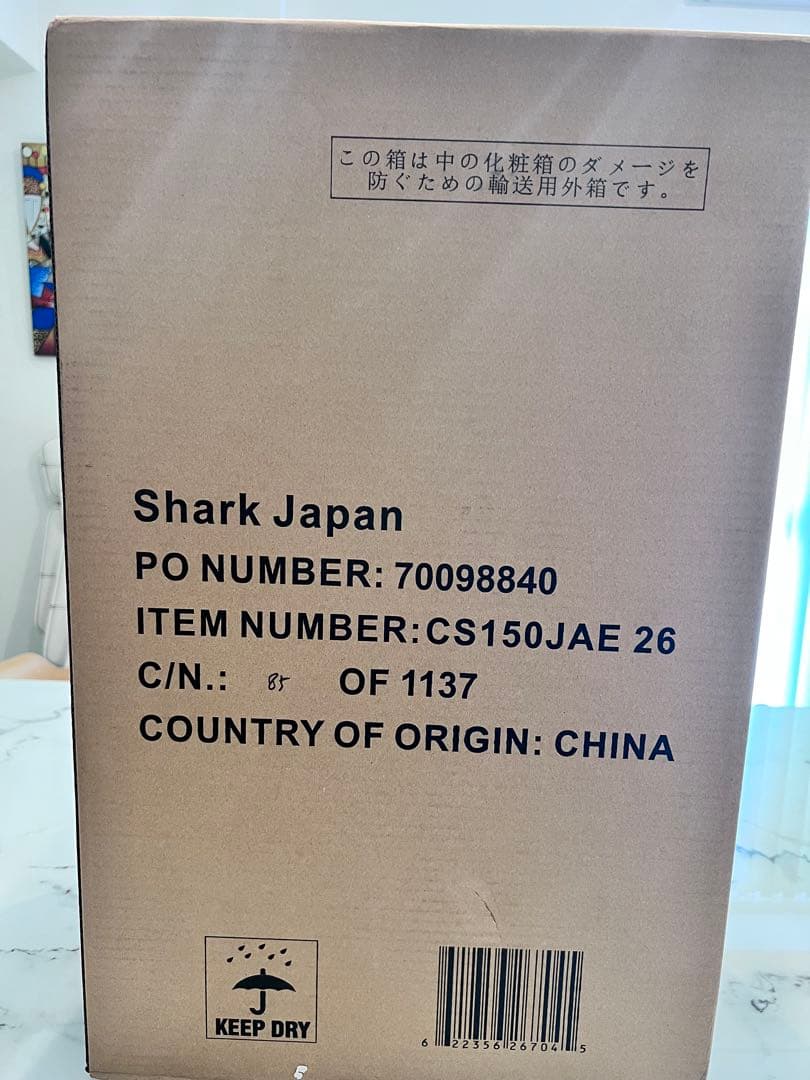 この箱は中の化粧箱のダメージを
防ぐための輸送用外箱です。
Shark Japan
PO NUMBER: 70098840
ITEM NUMBER:CS150JAE 26
C/N.: 85 OF 1137
COUNTRY OF ORIGIN: CHINA
KEEP DRY
6 22356 26704 5